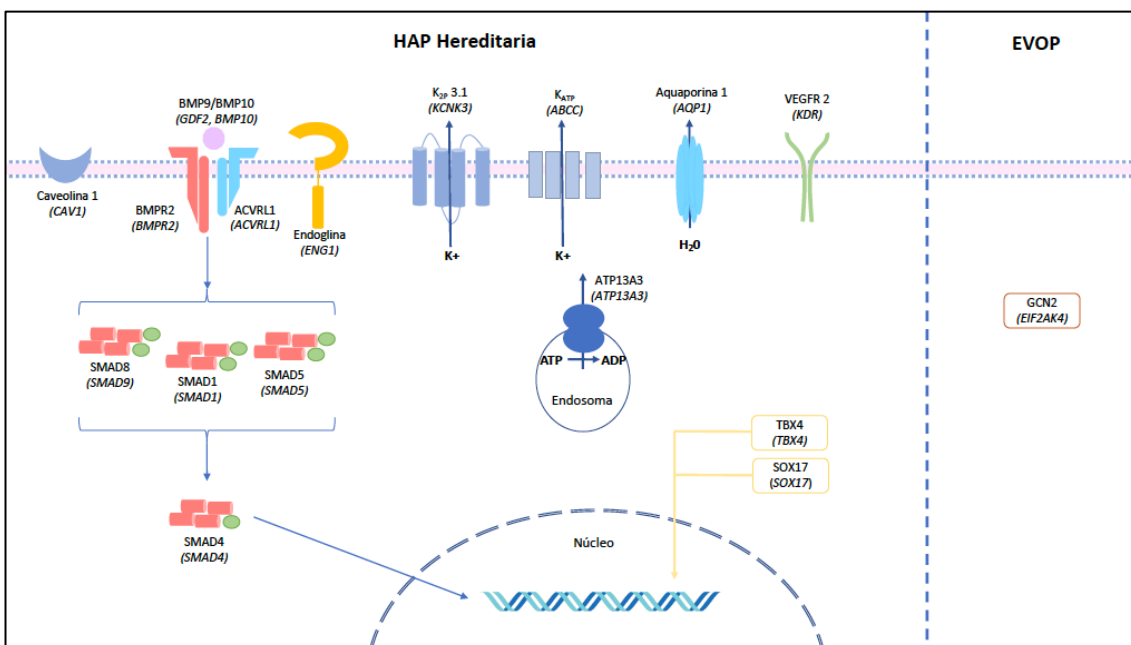 HAP Hereditaria
EVOP
BMP9/BMP10
(GDF2, BMP10)
K2P 3.1
(KCNK3)
KATP
(ABCC)
Aquaporina 1
(AQP1)
VEGFR 2
(KDR)
Caveolina 1
(CAV1)
BMPR2
(BMPR2)
ACVRL1
(ACVRL1)
Endoglina
(ENG1)
K+
K+
H20
ATP13A3
(ATP13A3)
ATP
ADP
Endosoma
GCN2
(EIF2AK4)
SMAD8
(SMAD9)
SMAD1
(SMAD1)
SMAD5
(SMAD5)
TBX4
(TBX4)
SOX17
(SOX17)
SMAD4
(SMAD4)
Núcleo